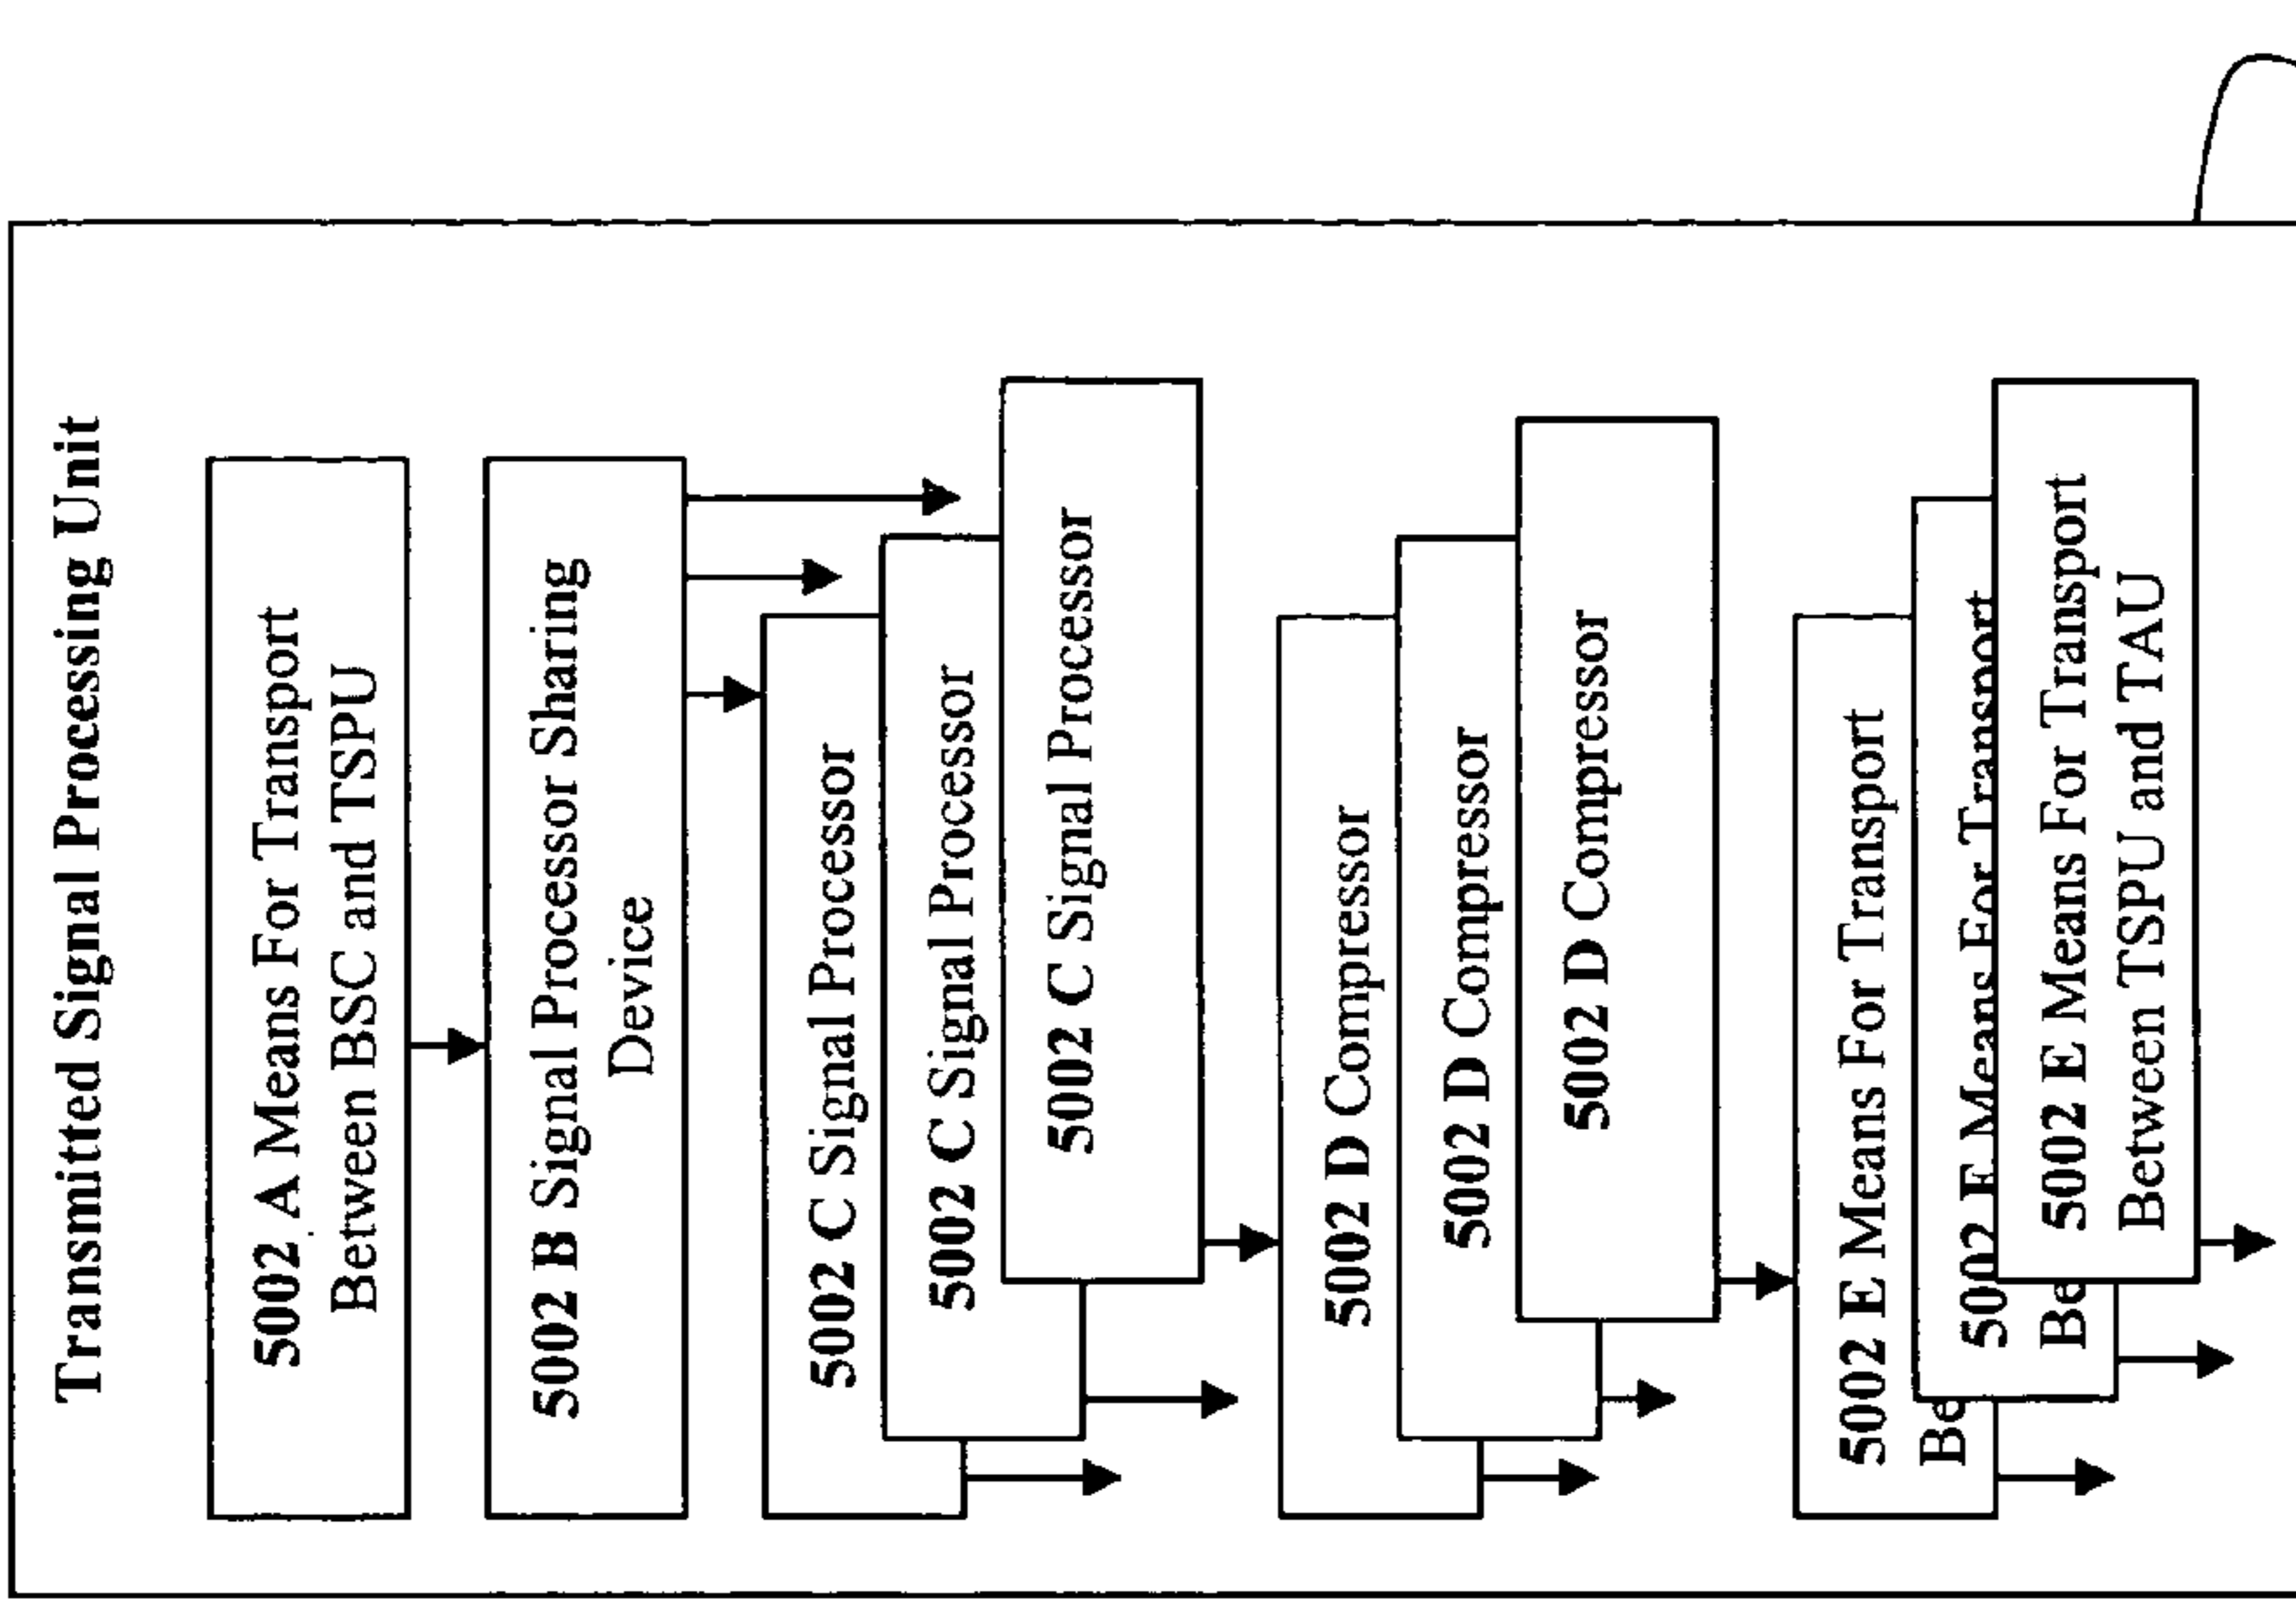 Transmitted Signal Processing Unit
5002 A Means For Transport
Between BSC and TSPU
5002 B Signal Processor Sharing
Device
5002 C Signal Processor
5002 C Signal Processor
5002 C Signal Processor
5002 D Compressor
5002 D Compressor
5002 D Compressor
5002 E Means For Transport
Be
5002 E Means For Transport
Be
5002 E Means For Transport
Between TSPU and TAU